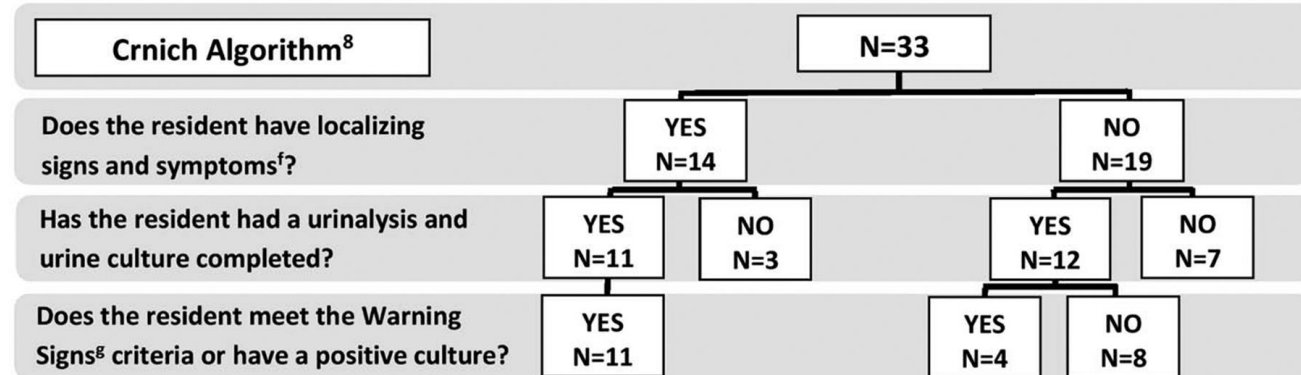 Crnich Algorithm⁸
N=33
Does the resident have localizing
signs and symptomsᶠ?
YES
N=14
NO
N=19
Has the resident had a urinalysis and
urine culture completed?
YES
N=11
NO
N=3
YES
N=12
NO
N=7
Does the resident meet the Warning
Signsᵍ criteria or have a positive culture?
YES
N=11
YES
N=4
NO
N=8